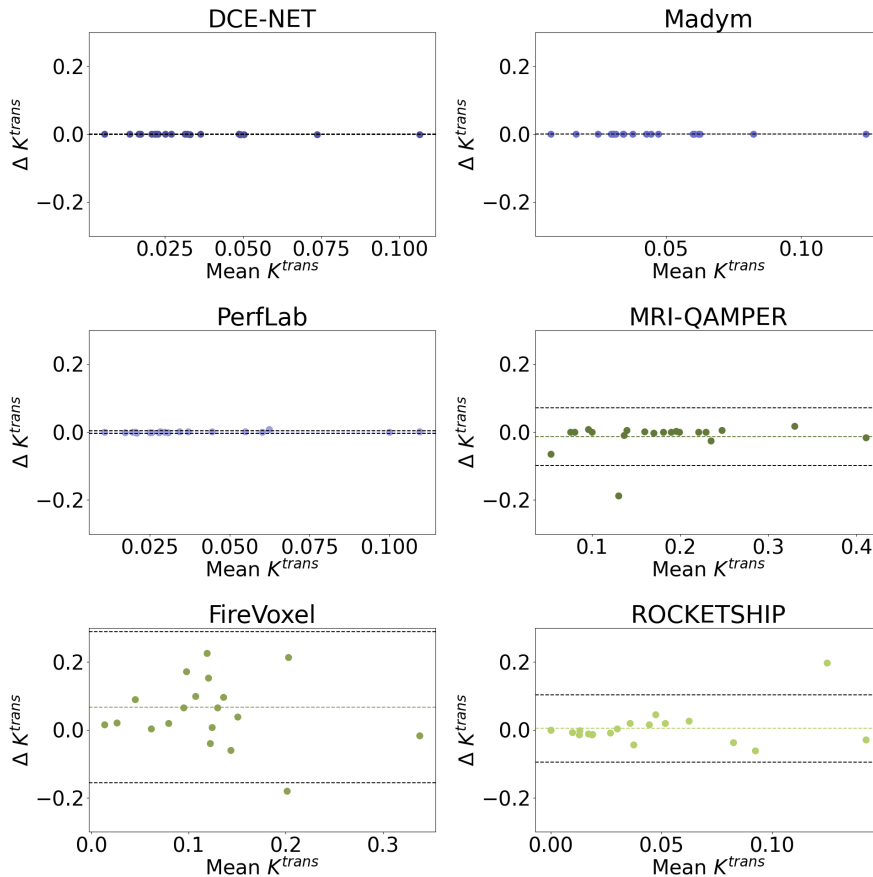 DCE-NET
Madym
0.2
0.0
−0.2
Δ K^trans
0.025 0.050 0.075 0.100
Mean K^trans
0.2
0.0
−0.2
Δ K^trans
0.05 0.10
Mean K^trans
PerfLab
MRI-QAMPER
0.2
0.0
−0.2
Δ K^trans
0.025 0.050 0.075 0.100
Mean K^trans
0.2
0.0
−0.2
Δ K^trans
0.1 0.2 0.3 0.4
Mean K^trans
FireVoxel
ROCKETSHIP
0.2
0.0
−0.2
Δ K^trans
0.0 0.1 0.2 0.3
Mean K^trans
0.2
0.0
−0.2
Δ K^trans
0.00 0.05 0.10
Mean K^trans